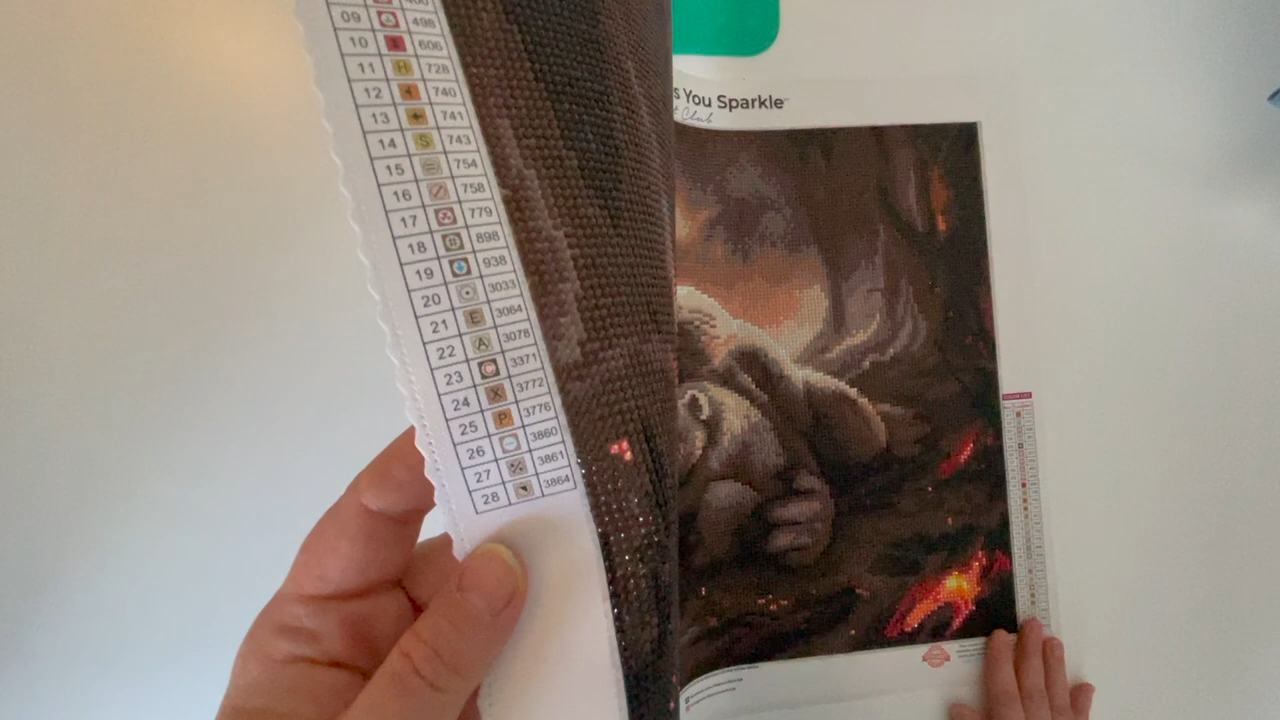 09 498
10 606
11 H 728
12 740
13 741
14 S 743
15 754
16 758
17 779
18 898
19 938
20 3033
21 E 3064
22 A 3078
23 C 3371
24 X 3772
25 P 3776
26 3860
27 3861
28 3864
s You Sparkle
t Club